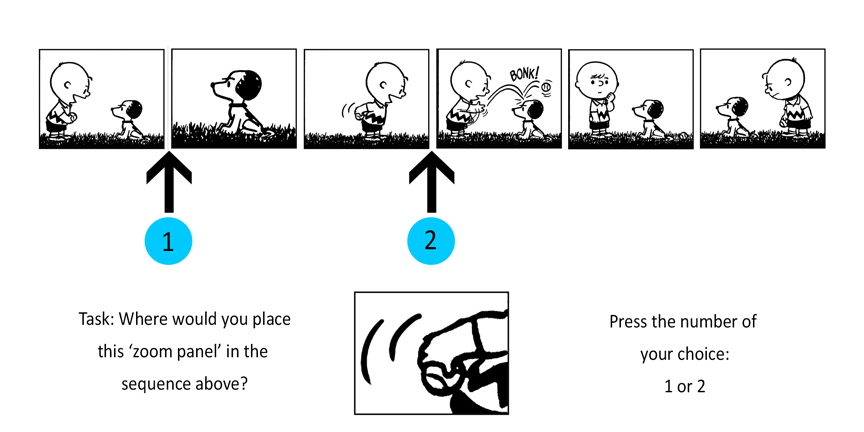 BONK!
1
2
Task: Where would you place
this ‘zoom panel’ in the
sequence above?
Press the number of
your choice:
1 or 2